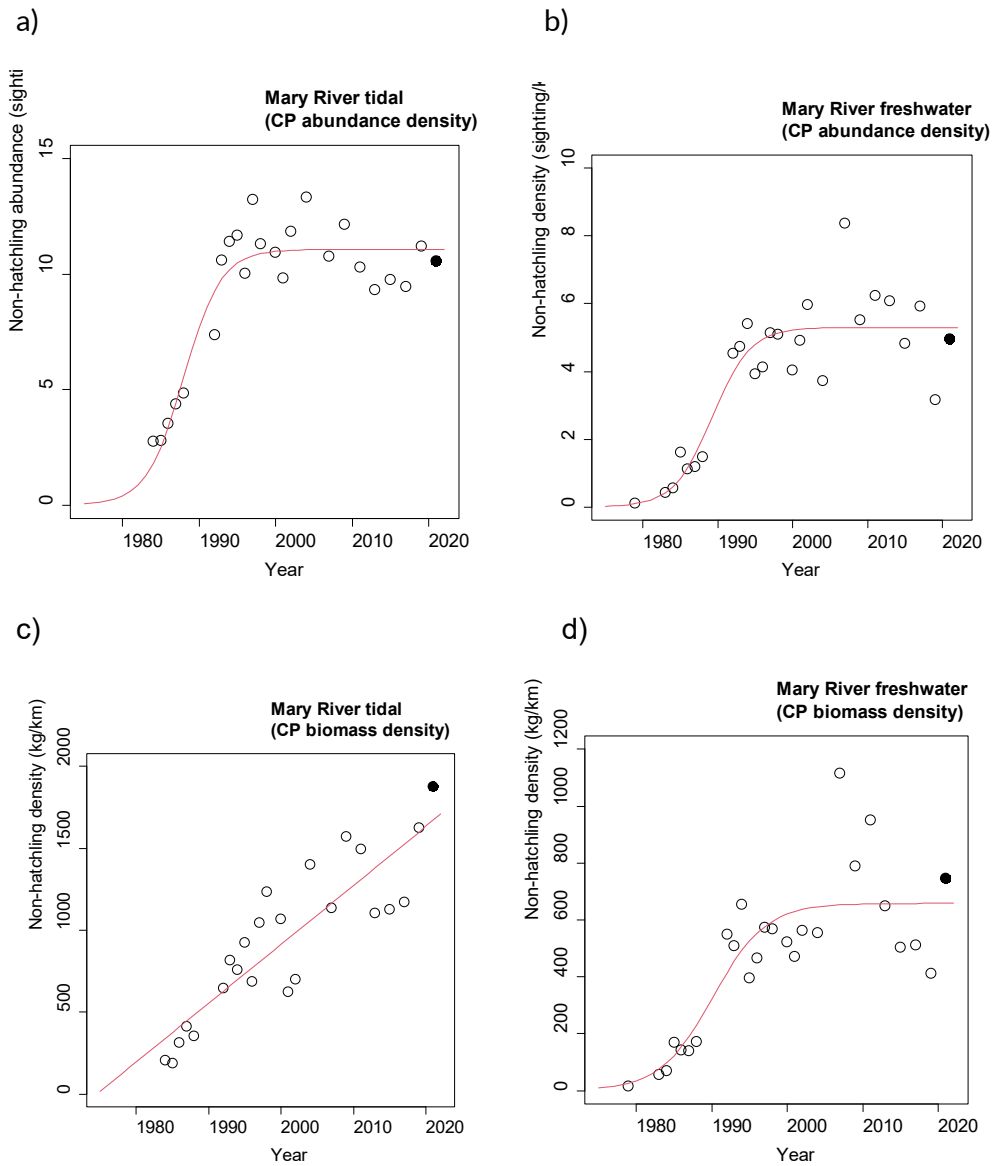 a)
Mary River tidal
(CP abundance density)
Non-hatchling abundance (sighti
15
10
5
0
1980 1990 2000 2010 2020
Year
b)
Mary River freshwater
(CP abundance density)
Non-hatchling density (sighting/
10
8
6
4
2
0
1980 1990 2000 2010 2020
Year
c)
Mary River tidal
(CP biomass density)
Non-hatchling density (kg/km)
2000
1500
1000
500
0
1980 1990 2000 2010 2020
Year
d)
Mary River freshwater
(CP biomass density)
Non-hatchling density (kg/km)
1200
1000
800
600
400
200
0
1980 1990 2000 2010 2020
Year